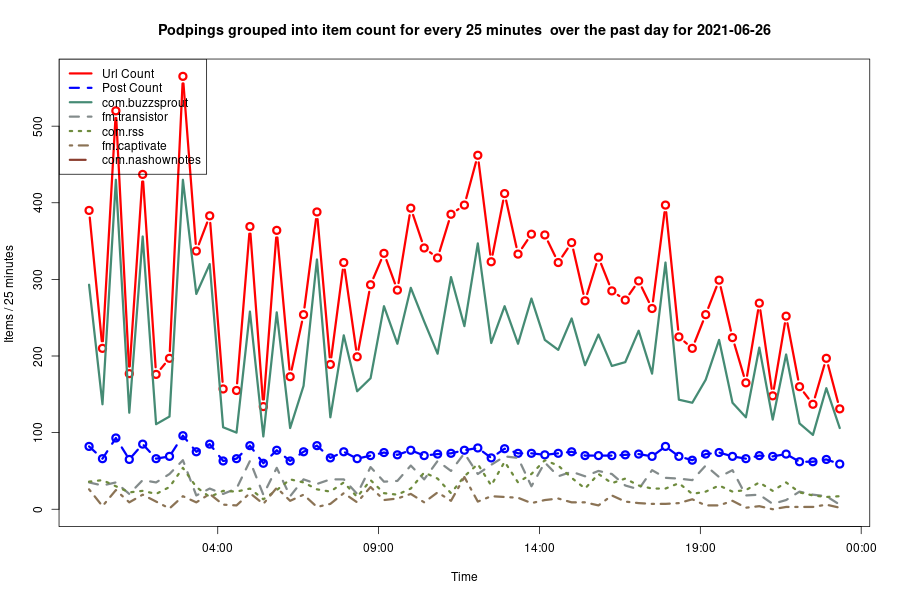 Podpings grouped into item count for every 25 minutes  over the past day for 2021-06-26
Url Count
Post Count
com.buzzsprout
fm.transistor
com.rss
fm.captivate
com.nashownotes
Items / 25 minutes
500
400
300
200
100
0
04:00 09:00 14:00 19:00 00:00
Time